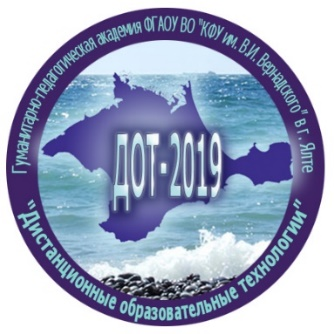 Гуманитарно-педагогическая академия ФГАОУ ВО "КФУ им. В.И. Вернадского" в г. Ялте
ДОТ-2019
"Дистанционные образовательные технологии"